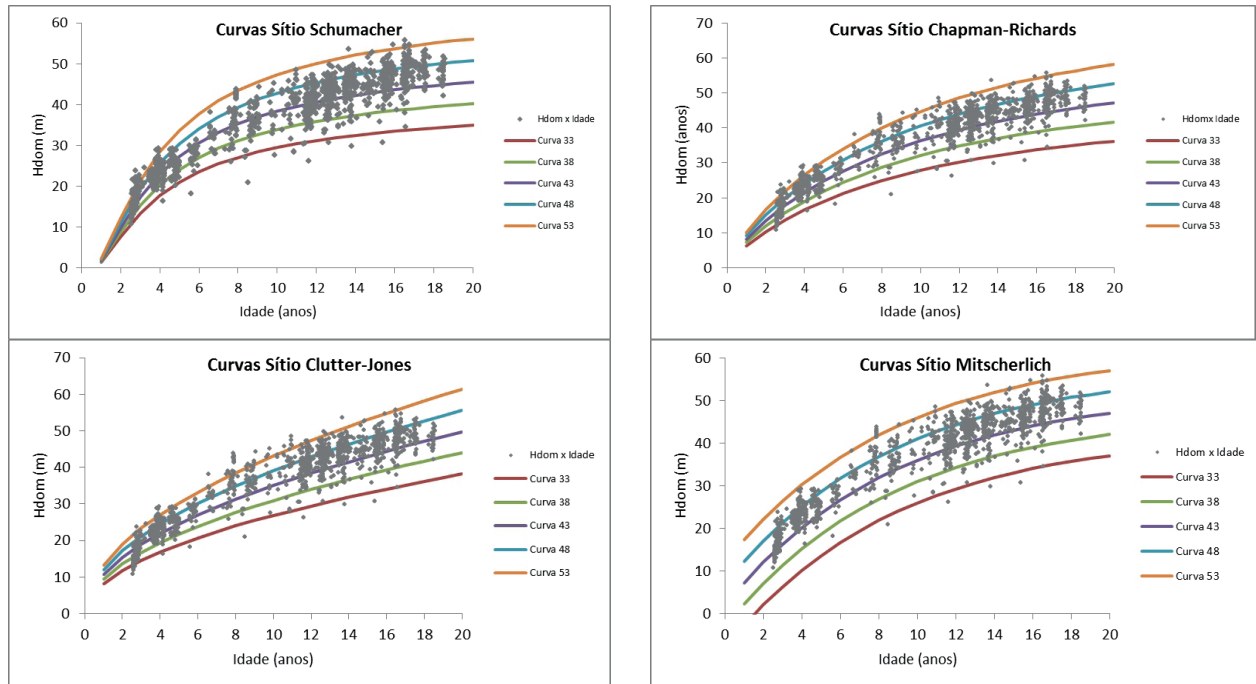 Curvas Sítio Schumacher
60
50
40
30
20
10
0
Hdom (m)
0 2 4 6 8 10 12 14 16 18 20
Idade (anos)
Hdom x Idade
Curva 33
Curva 38
Curva 43
Curva 48
Curva 53
Curvas Sítio Chapman-Richards
70
60
50
40
30
20
10
0
Hdom (anos)
0 2 4 6 8 10 12 14 16 18 20
Idade (anos)
Hdomx Idade
Curva 33
Curva 38
Curva 43
Curva 48
Curva 53
Curvas Sítio Clutter-Jones
70
60
50
40
30
20
10
0
Hdom (m)
0 2 4 6 8 10 12 14 16 18 20
Idade (anos)
Hdom x Idade
Curva 33
Curva 38
Curva 43
Curva 48
Curva 53
Curvas Sítio Mitscherlich
60
50
40
30
20
10
0
Hdom (m)
0 2 4 6 8 10 12 14 16 18 20
Idade (anos)
Hdom x Idade
Curva 33
Curva 38
Curva 43
Curva 48
Curva 53